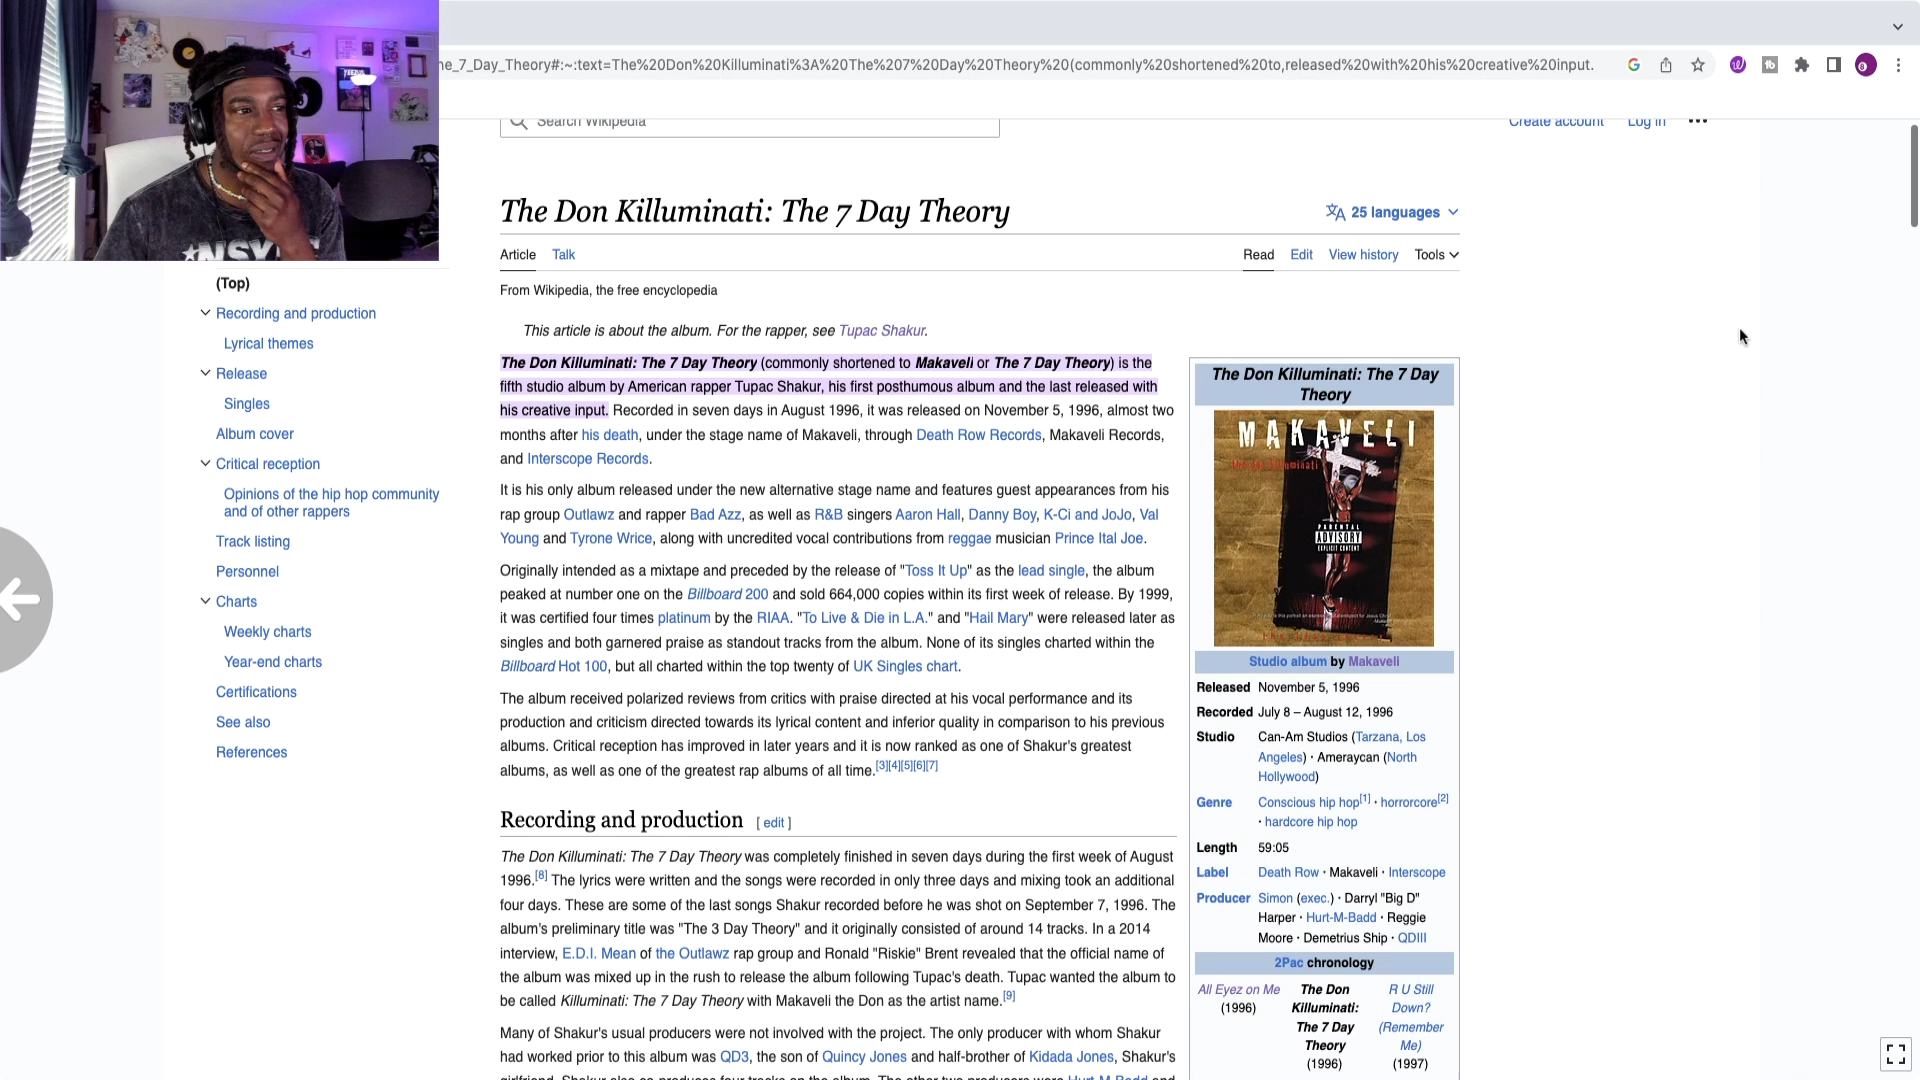 he_7_Day_Theory#:~:text=The%20Don%20Killuminati%3A%20The%207%20Day%20Theory%20(commonly%20shortened%20to,released%20with%20his%20creative%20input.
Search Wikipedia
Create account Log in
The Don Killuminati: The 7 Day Theory
25 languages
Article Talk
Read Edit View history Tools
From Wikipedia, the free encyclopedia
This article is about the album. For the rapper, see Tupac Shakur.
(Top)
Recording and production
Lyrical themes
Release
Singles
Album cover
Critical reception
Opinions of the hip hop community
and of other rappers
Track listing
Personnel
Charts
Weekly charts
Year-end charts
Certifications
See also
References
The Don Killuminati: The 7 Day Theory (commonly shortened to Makaveli or The 7 Day Theory) is the
fifth studio album by American rapper Tupac Shakur, his first posthumous album and the last released with
his creative input. Recorded in seven days in August 1996, it was released on November 5, 1996, almost two
months after his death, under the stage name of Makaveli, through Death Row Records, Makaveli Records,
and Interscope Records.
It is his only album released under the new alternative stage name and features guest appearances from his
rap group Outlawz and rapper Bad Azz, as well as R&B singers Aaron Hall, Danny Boy, K-Ci and JoJo, Val
Young and Tyrone Wrice, along with uncredited vocal contributions from reggae musician Prince Ital Joe.
Originally intended as a mixtape and preceded by the release of "Toss It Up" as the lead single, the album
peaked at number one on the Billboard 200 and sold 664,000 copies within its first week of release. By 1999,
it was certified four times platinum by the RIAA. "To Live & Die in L.A." and "Hail Mary" were released later as
singles and both garnered praise as standout tracks from the album. None of its singles charted within the
Billboard Hot 100, but all charted within the top twenty of UK Singles chart.
The album received polarized reviews from critics with praise directed at his vocal performance and its
production and criticism directed towards its lyrical content and inferior quality in comparison to his previous
albums. Critical reception has improved in later years and it is now ranked as one of Shakur's greatest
albums, as well as one of the greatest rap albums of all time.[3][4][5][6][7]
Recording and production [ edit ]
The Don Killuminati: The 7 Day Theory was completely finished in seven days during the first week of August
1996.[8] The lyrics were written and the songs were recorded in only three days and mixing took an additional
four days. These are some of the last songs Shakur recorded before he was shot on September 7, 1996. The
album's preliminary title was "The 3 Day Theory" and it originally consisted of around 14 tracks. In a 2014
interview, E.D.I. Mean of the Outlawz rap group and Ronald "Riskie" Brent revealed that the official name of
the album was mixed up in the rush to release the album following Tupac's death. Tupac wanted the album to
be called Killuminati: The 7 Day Theory with Makaveli the Don as the artist name.[9]
Many of Shakur's usual producers were not involved with the project. The only producer with whom Shakur
had worked prior to this album was QD3, the son of Quincy Jones and half-brother of Kidada Jones, Shakur's
girlfriend. Shakur also co-produces four tracks on the album. The other two producers were Hurt-M-Badd and
The Don Killuminati: The 7 Day
Theory
MAKAVELI
PARENTAL
ADVISORY
EXPLICIT CONTENT
Studio album by Makaveli
Released November 5, 1996
Recorded July 8 – August 12, 1996
Studio Can-Am Studios (Tarzana, Los
Angeles) · Ameraycan (North
Hollywood)
Genre Conscious hip hop[1] · horrorcore[2]
· hardcore hip hop
Length 59:05
Label Death Row · Makaveli · Interscope
Producer Simon (exec.) · Darryl "Big D"
Harper · Hurt-M-Badd · Reggie
Moore · Demetrius Ship · QDIII
2Pac chronology
All Eyez on Me
(1996)
The Don
Killuminati:
The 7 Day
Theory
(1996)
R U Still
Down?
(Remember
Me)
(1997)
*NSYNC